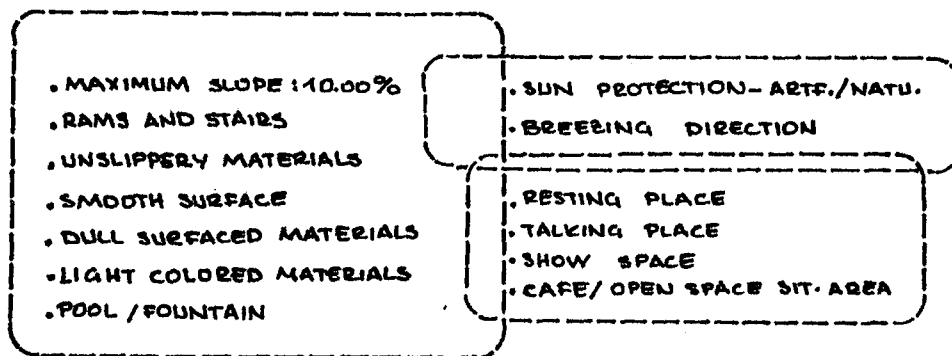 . MAXIMUM SLOPE : 10.00%
. RAMS AND STAIRS
. UNSLIPPERY MATERIALS
. SMOOTH SURFACE
. DULL SURFACED MATERIALS
. LIGHT COLORED MATERIALS
. POOL / FOUNTAIN
. SUN PROTECTION - ARTF./NATU.
. BREEZING DIRECTION
. RESTING PLACE
. TALKING PLACE
. SHOW SPACE
. CAFE/ OPEN SPACE SIT. AREA